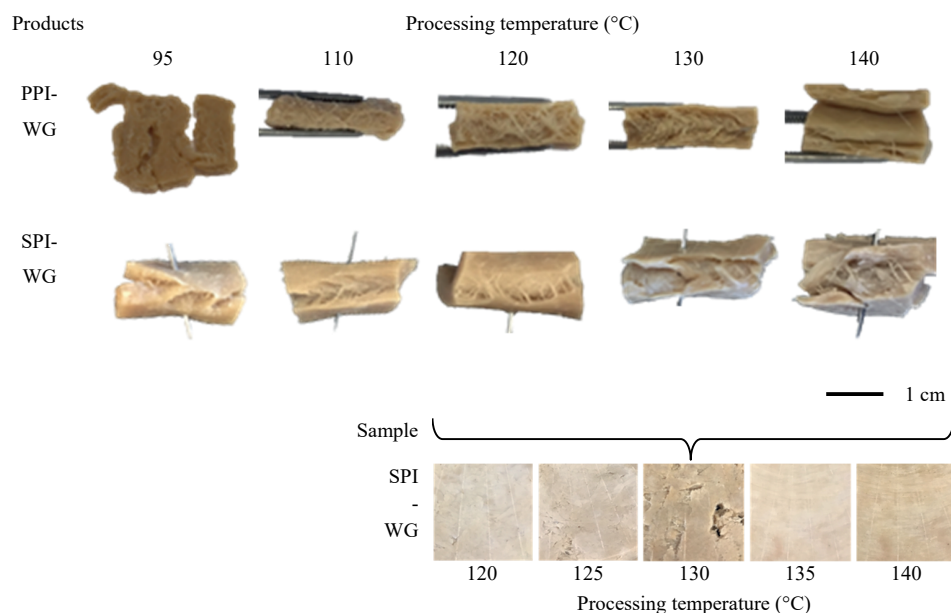 Products Processing temperature (°C)
95 110 120 130 140
PPI-
WG
SPI-
WG
1 cm
Sample
SPI
-
WG
120 125 130 135 140
Processing temperature (°C)